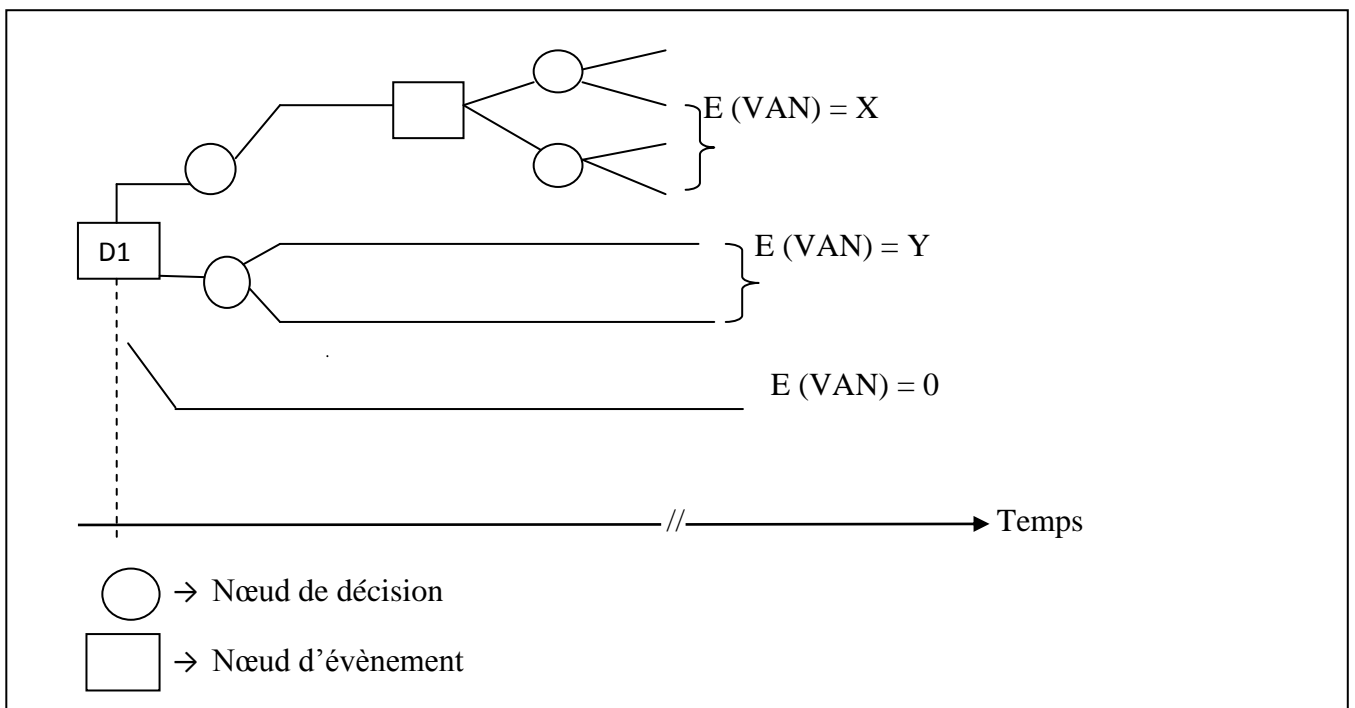 E (VAN) = X
D1
E (VAN) = Y
E (VAN) = 0
// Temps
→ Nœud de décision
→ Nœud d’évènement